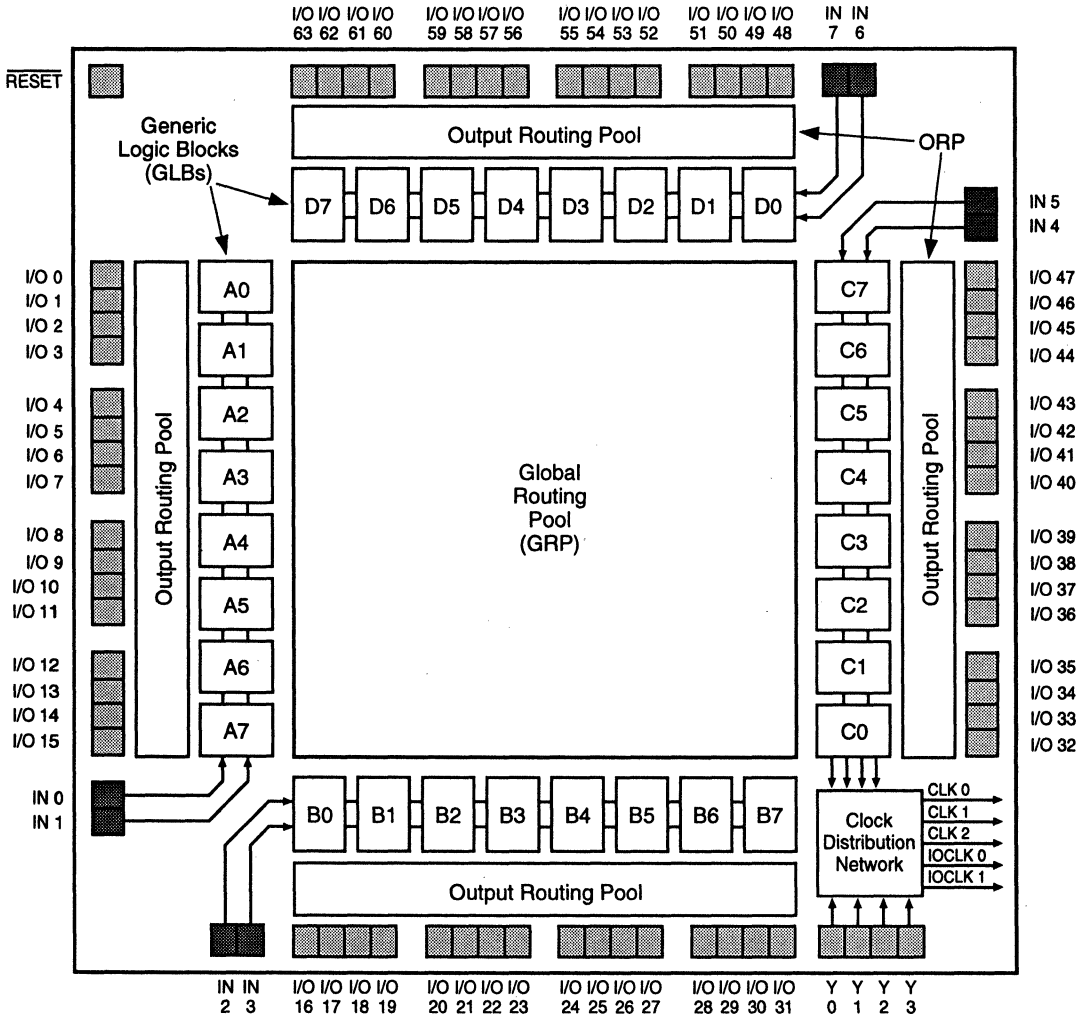 I/O I/O I/O I/O
63 62 61 60
I/O I/O I/O I/O
59 58 57 56
I/O I/O I/O I/O
55 54 53 52
I/O I/O I/O I/O
51 50 49 48
IN IN
7 6
RESET
Generic
Logic Blocks
(GLBs)
Output Routing Pool
ORP
D7 D6 D5 D4 D3 D2 D1 D0
IN 5
IN 4
I/O 0
I/O 1
I/O 2
I/O 3
I/O 4
I/O 5
I/O 6
I/O 7
I/O 8
I/O 9
I/O 10
I/O 11
I/O 12
I/O 13
I/O 14
I/O 15
Output Routing Pool
A0
A1
A2
A3
A4
A5
A6
A7
Global
Routing
Pool
(GRP)
C7
C6
C5
C4
C3
C2
C1
C0
Output Routing Pool
I/O 47
I/O 46
I/O 45
I/O 44
I/O 43
I/O 42
I/O 41
I/O 40
I/O 39
I/O 38
I/O 37
I/O 36
I/O 35
I/O 34
I/O 33
I/O 32
IN 0
IN 1
B0 B1 B2 B3 B4 B5 B6 B7
Clock
Distribution
Network
CLK 0
CLK 1
CLK 2
IOCLK 0
IOCLK 1
Output Routing Pool
IN IN
2 3
I/O I/O I/O I/O
16 17 18 19
I/O I/O I/O I/O
20 21 22 23
I/O I/O I/O I/O
24 25 26 27
I/O I/O I/O I/O
28 29 30 31
Y Y Y Y
0 1 2 3